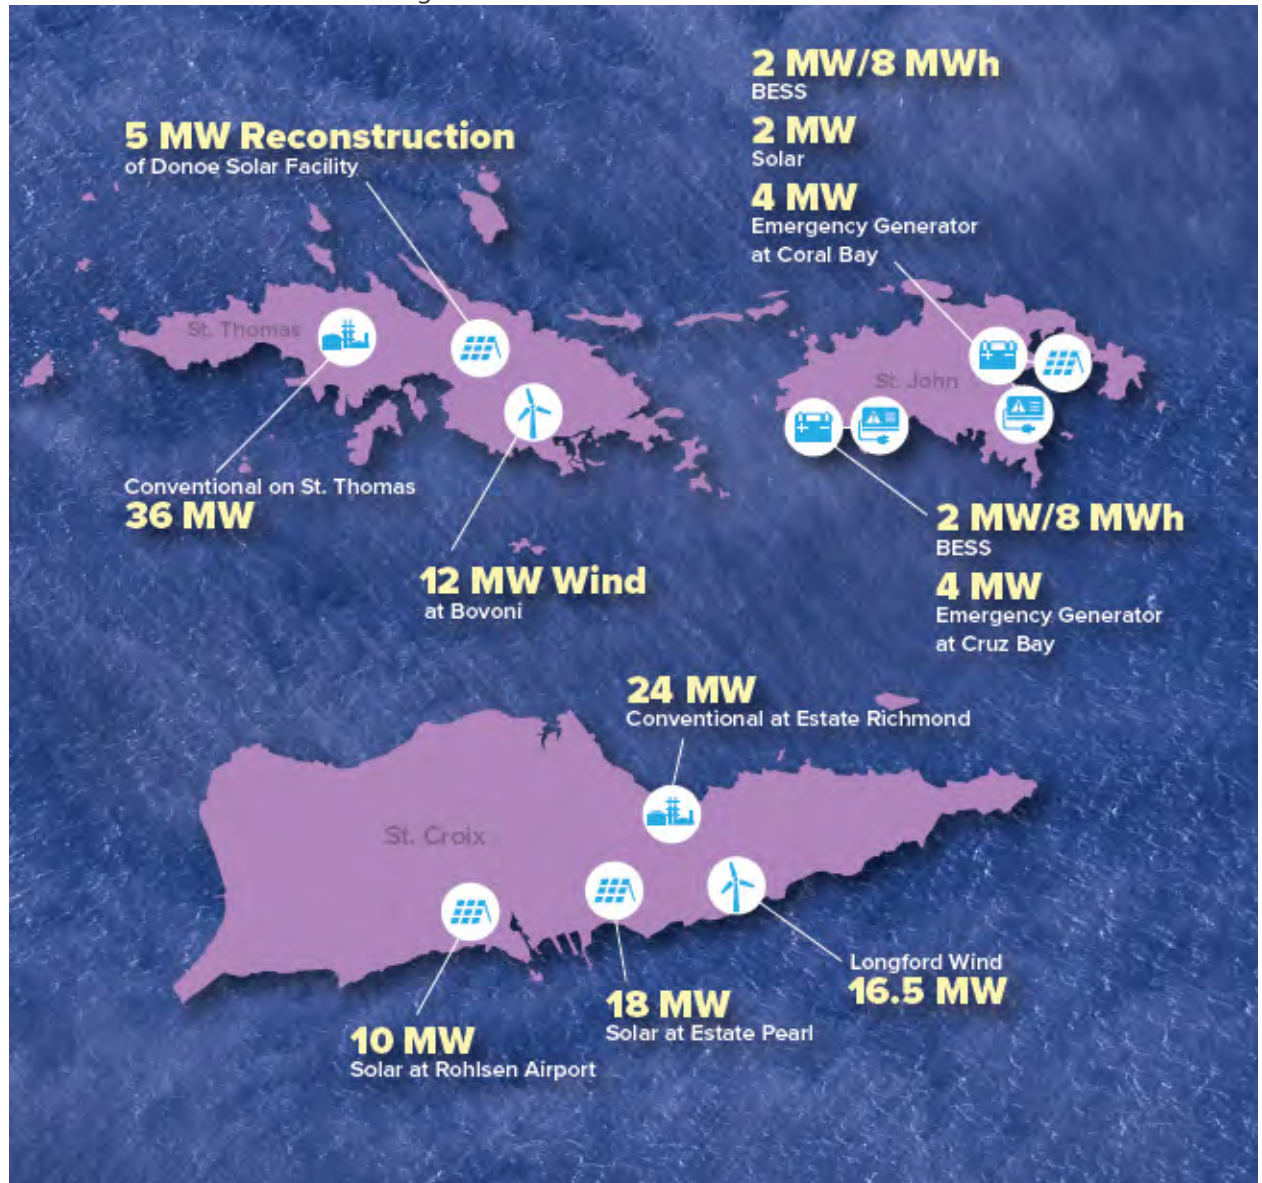 5 MW Reconstruction
of Donoe Solar Facility
2 MW/8 MWh
BESS
2 MW
Solar
4 MW
Emergency Generator
at Coral Bay
St. Thomas
St. John
Conventional on St. Thomas
36 MW
12 MW Wind
at Bovoni
2 MW/8 MWh
BESS
4 MW
Emergency Generator
at Cruz Bay
24 MW
Conventional at Estate Richmond
St. Croix
Longford Wind
16.5 MW
18 MW
Solar at Estate Pearl
10 MW
Solar at Rohlsen Airport